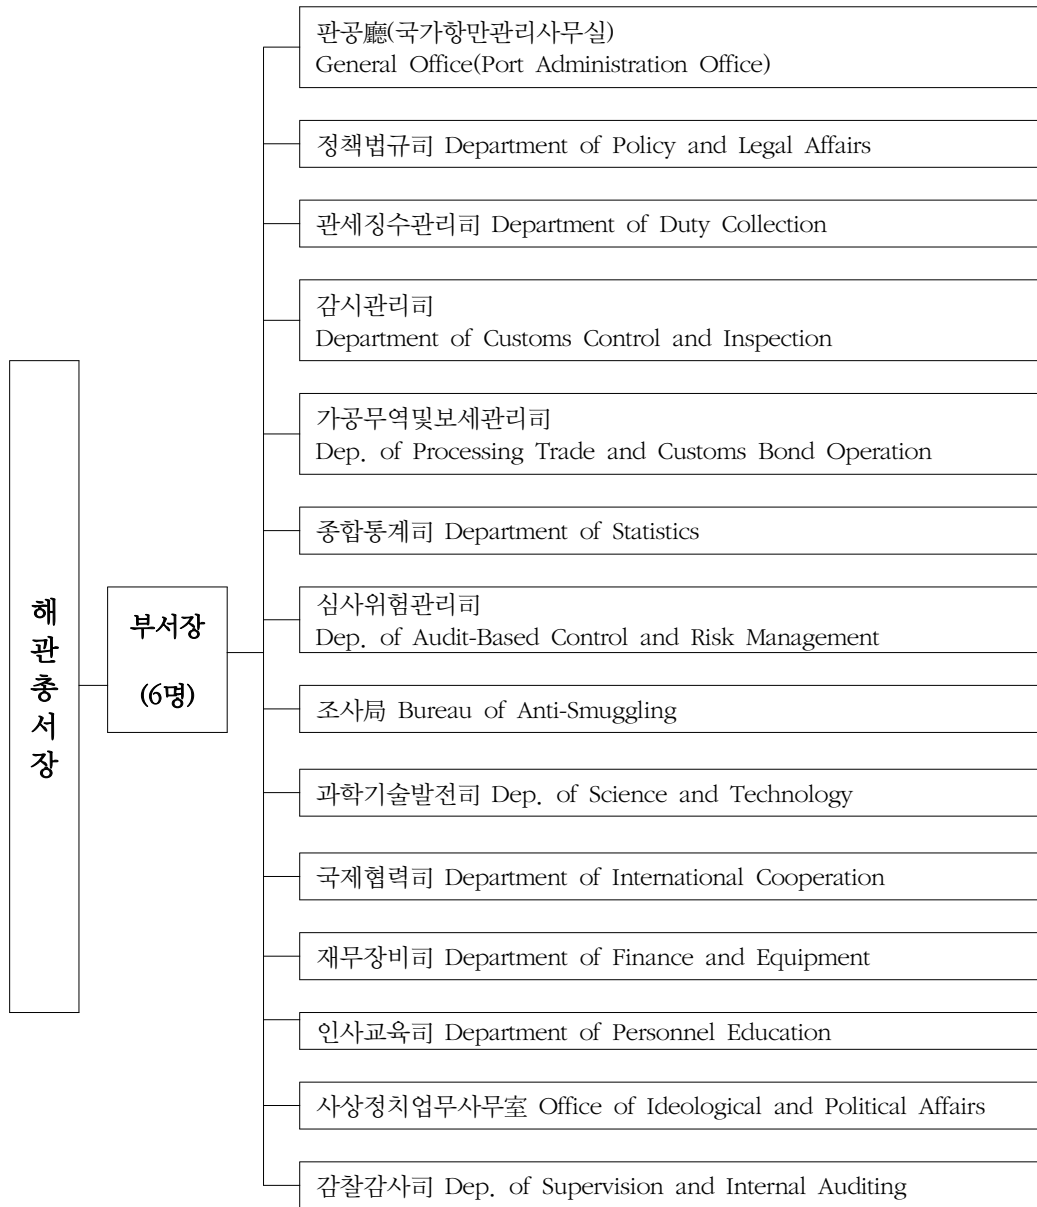 판공廳(국가항만관리사무실)
General Office(Port Administration Office)
정책법규司 Department of Policy and Legal Affairs
관세징수관리司 Department of Duty Collection
감시관리司
Department of Customs Control and Inspection
가공무역및보세관리司
Dep. of Processing Trade and Customs Bond Operation
종합통계司 Department of Statistics
심사위험관리司
Dep. of Audit-Based Control and Risk Management
조사局 Bureau of Anti-Smuggling
과학기술발전司 Dep. of Science and Technology
국제협력司 Department of International Cooperation
재무장비司 Department of Finance and Equipment
인사교육司 Department of Personnel Education
사상정치업무사무室 Office of Ideological and Political Affairs
감찰감사司 Dep. of Supervision and Internal Auditing
해관총서장
부서장
(6명)